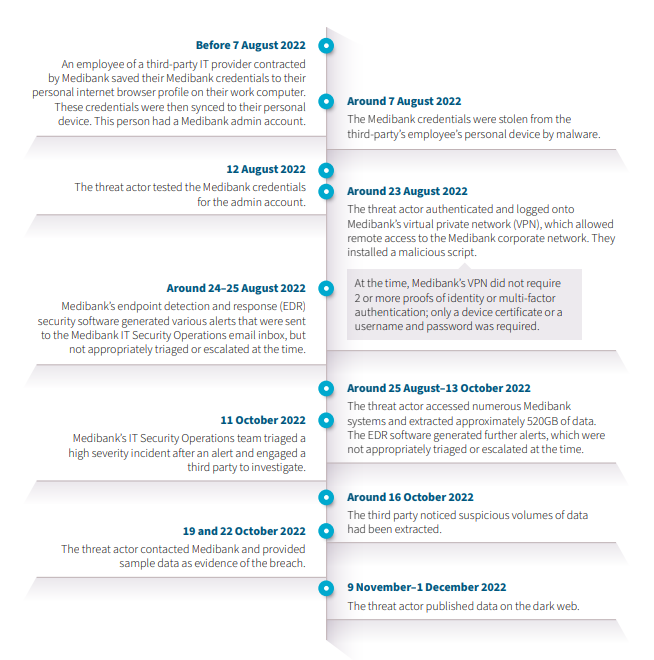 Before 7 August 2022
An employee of a third-party IT provider contracted
by Medibank saved their Medibank credentials to their
personal internet browser profile on their work computer.
These credentials were then synced to their personal
device. This person had a Medibank admin account.
Around 7 August 2022
The Medibank credentials were stolen from the
third-party's employee's personal device by malware.
12 August 2022
The threat actor tested the Medibank credentials
for the admin account.
Around 23 August 2022
The threat actor authenticated and logged onto
Medibank's virtual private network (VPN), which allowed
remote access to the Medibank corporate network. They
installed a malicious script.
At the time, Medibank's VPN did not require
2 or more proofs of identity or multi-factor
authentication; only a device certificate or a
username and password was required.
Around 24–25 August 2022
Medibank's endpoint detection and response (EDR)
security software generated various alerts that were sent
to the Medibank IT Security Operations email inbox, but
not appropriately triaged or escalated at the time.
Around 25 August–13 October 2022
The threat actor accessed numerous Medibank
systems and extracted approximately 520GB of data.
The EDR software generated further alerts, which were
not appropriately triaged or escalated at the time.
11 October 2022
Medibank's IT Security Operations team triaged a
high severity incident after an alert and engaged a
third party to investigate.
Around 16 October 2022
The third party noticed suspicious volumes of data
had been extracted.
19 and 22 October 2022
The threat actor contacted Medibank and provided
sample data as evidence of the breach.
9 November–1 December 2022
The threat actor published data on the dark web.